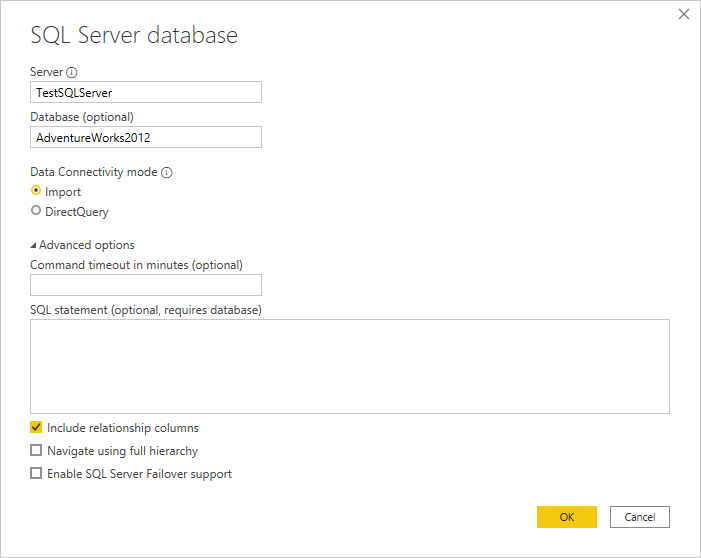 SQL Server database
Server
TestSQLServer
Database (optional)
AdventureWorks2012
Data Connectivity mode
Import
DirectQuery
Advanced options
Command timeout in minutes (optional)
SQL statement (optional, requires database)
Include relationship columns
Navigate using full hierarchy
Enable SQL Server Failover support
OK Cancel